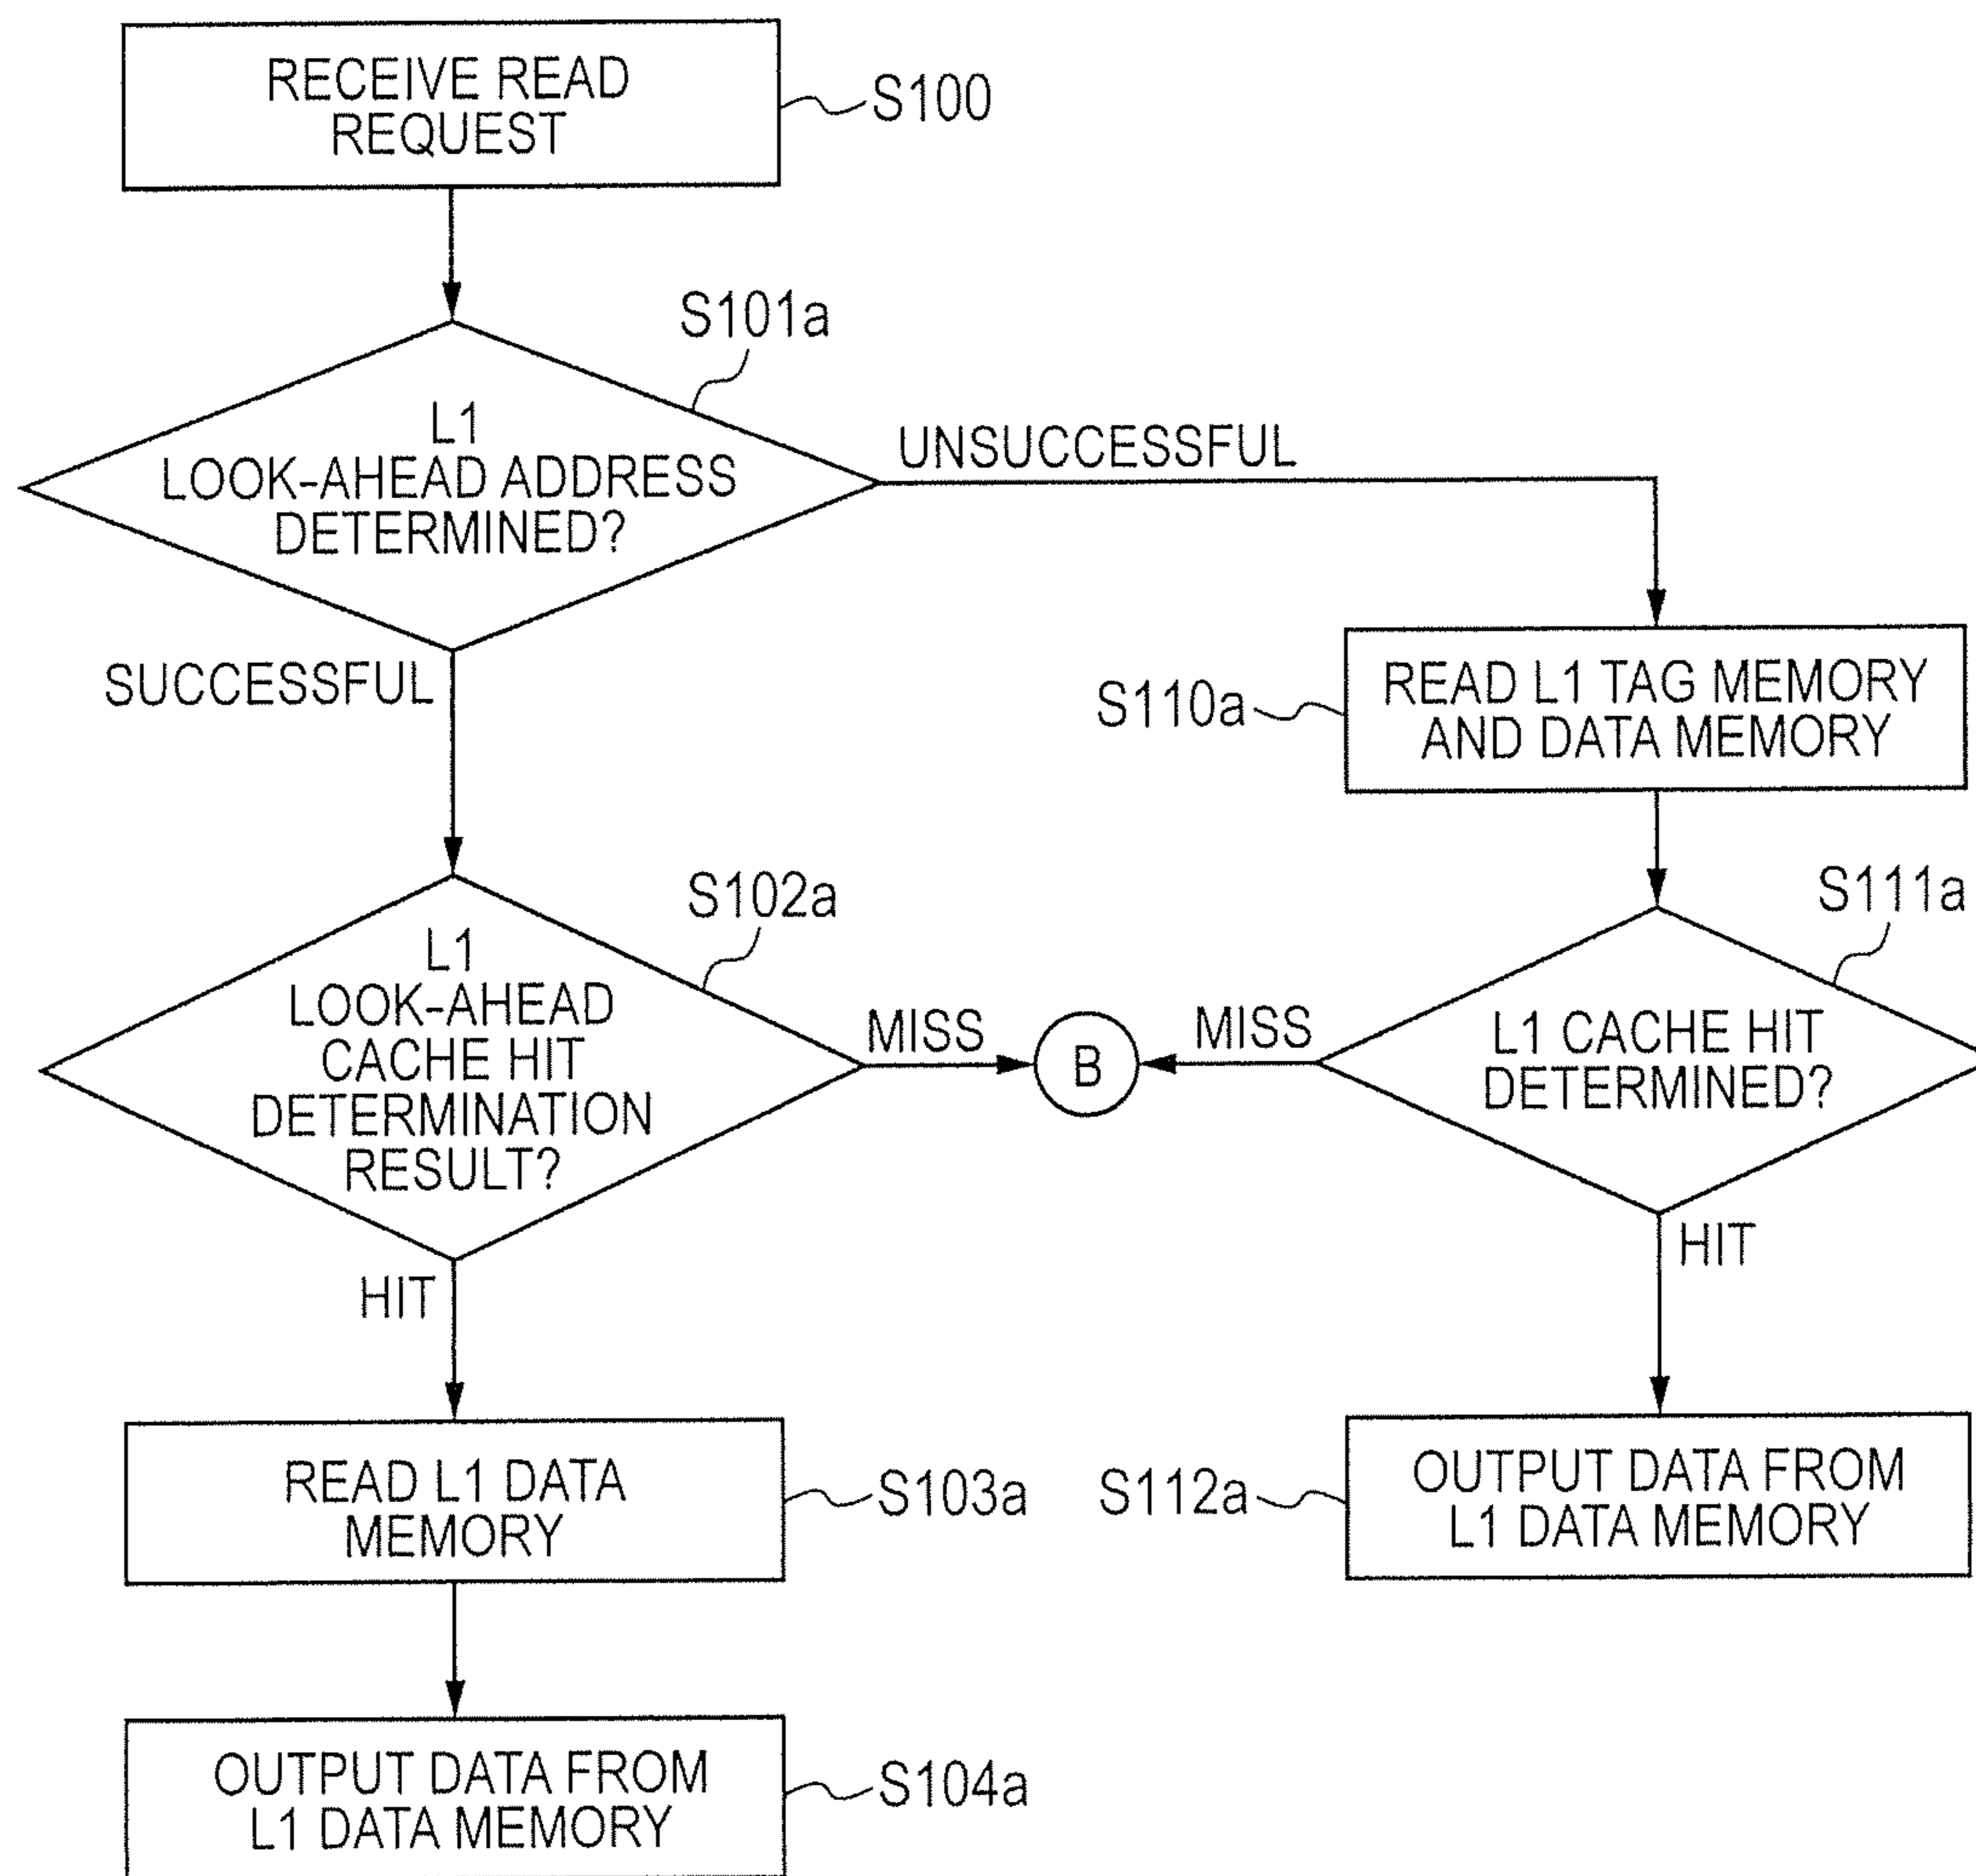 RECEIVE READ
REQUEST
S100
S101a
L1
LOOK-AHEAD ADDRESS
DETERMINED?
UNSUCCESSFUL
SUCCESSFUL
S110a
READ L1 TAG MEMORY
AND DATA MEMORY
S102a
S111a
L1
LOOK-AHEAD
CACHE HIT
DETERMINATION
RESULT?
MISS
B
MISS
L1 CACHE HIT
DETERMINED?
HIT
HIT
READ L1 DATA
MEMORY
S103a
S112a
OUTPUT DATA FROM
L1 DATA MEMORY
OUTPUT DATA FROM
L1 DATA MEMORY
S104a